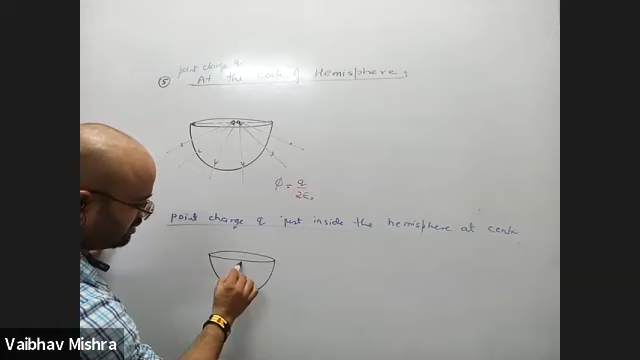 point charge q
⑤ At the centre of Hemisphere :
q
ϕ = q/2ε₀
point charge q just inside the hemisphere at centre
Vaibhav Mishra